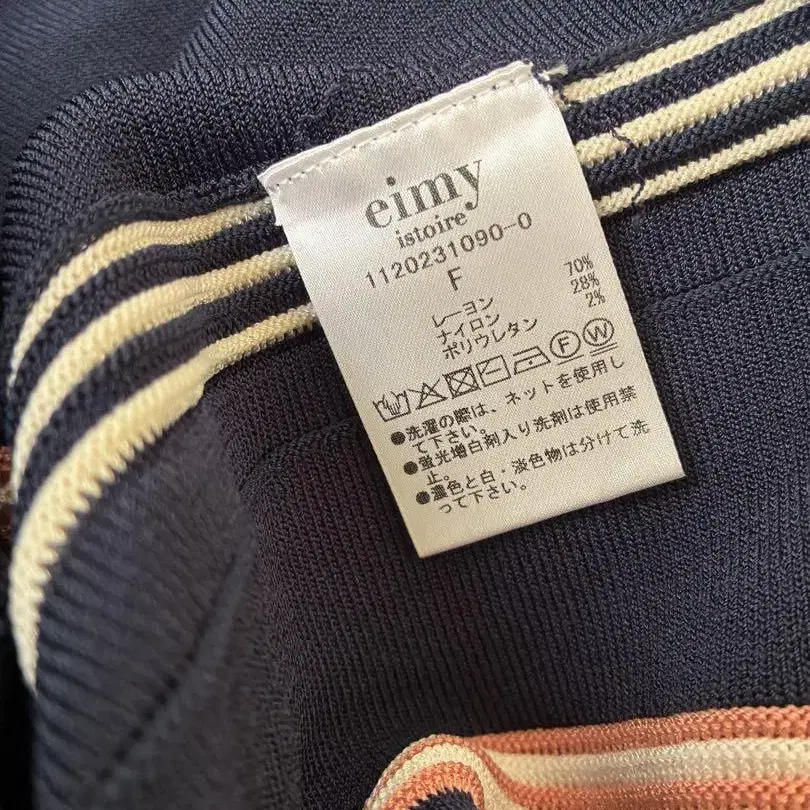 eimy
istoire
1120231090-0
F
レーヨン 70%
ナイロン 28%
ポリウレタン 2%
F W
●洗濯の際は、ネットを使用し
て下さい。
●蛍光増白剤入り洗剤は使用禁
止。
●濃色と白・淡色物は分けて洗
って下さい。